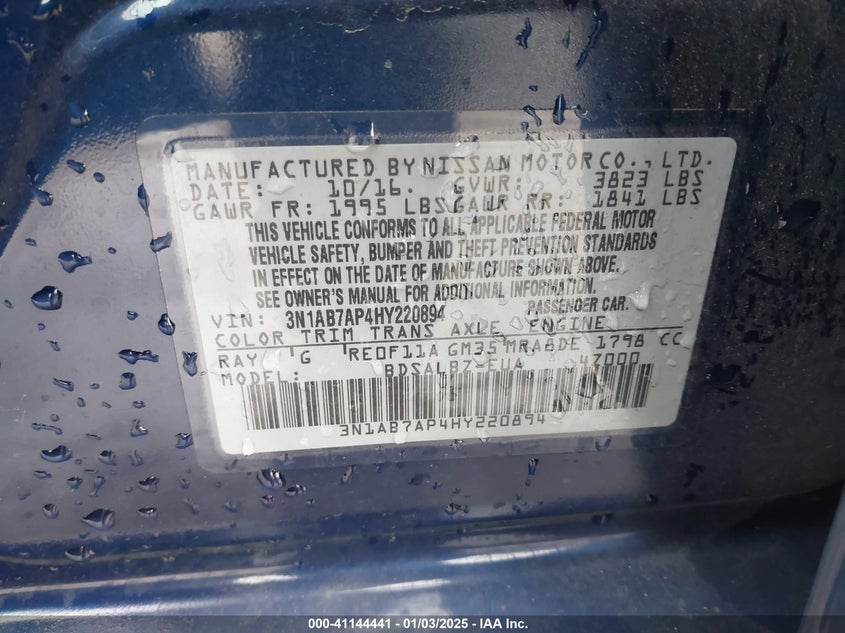 MANUFACTURED BY NISSAN MOTOR CO., LTD.
DATE: 10/16. GVWR: 3823 LBS
GAWR FR: 1995 LBS GAWR RR: 1841 LBS
THIS VEHICLE CONFORMS TO ALL APPLICABLE FEDERAL MOTOR
VEHICLE SAFETY, BUMPER AND THEFT PREVENTION STANDARDS
IN EFFECT ON THE DATE OF MANUFACTURE SHOWN ABOVE.
SEE OWNER'S MANUAL FOR ADDITIONAL INFORMATION.
VIN: 3N1AB7AP4HY220894 PASSENGER CAR.
COLOR TRIM TRANS AXLE ENGINE
RAY G RE0F11A GM35 MRA8DE 1798 CC
MODEL: BDSALB7-EUA 47000
3N1AB7AP4HY220894
000-41144441 - 01/03/2025 - IAA Inc.